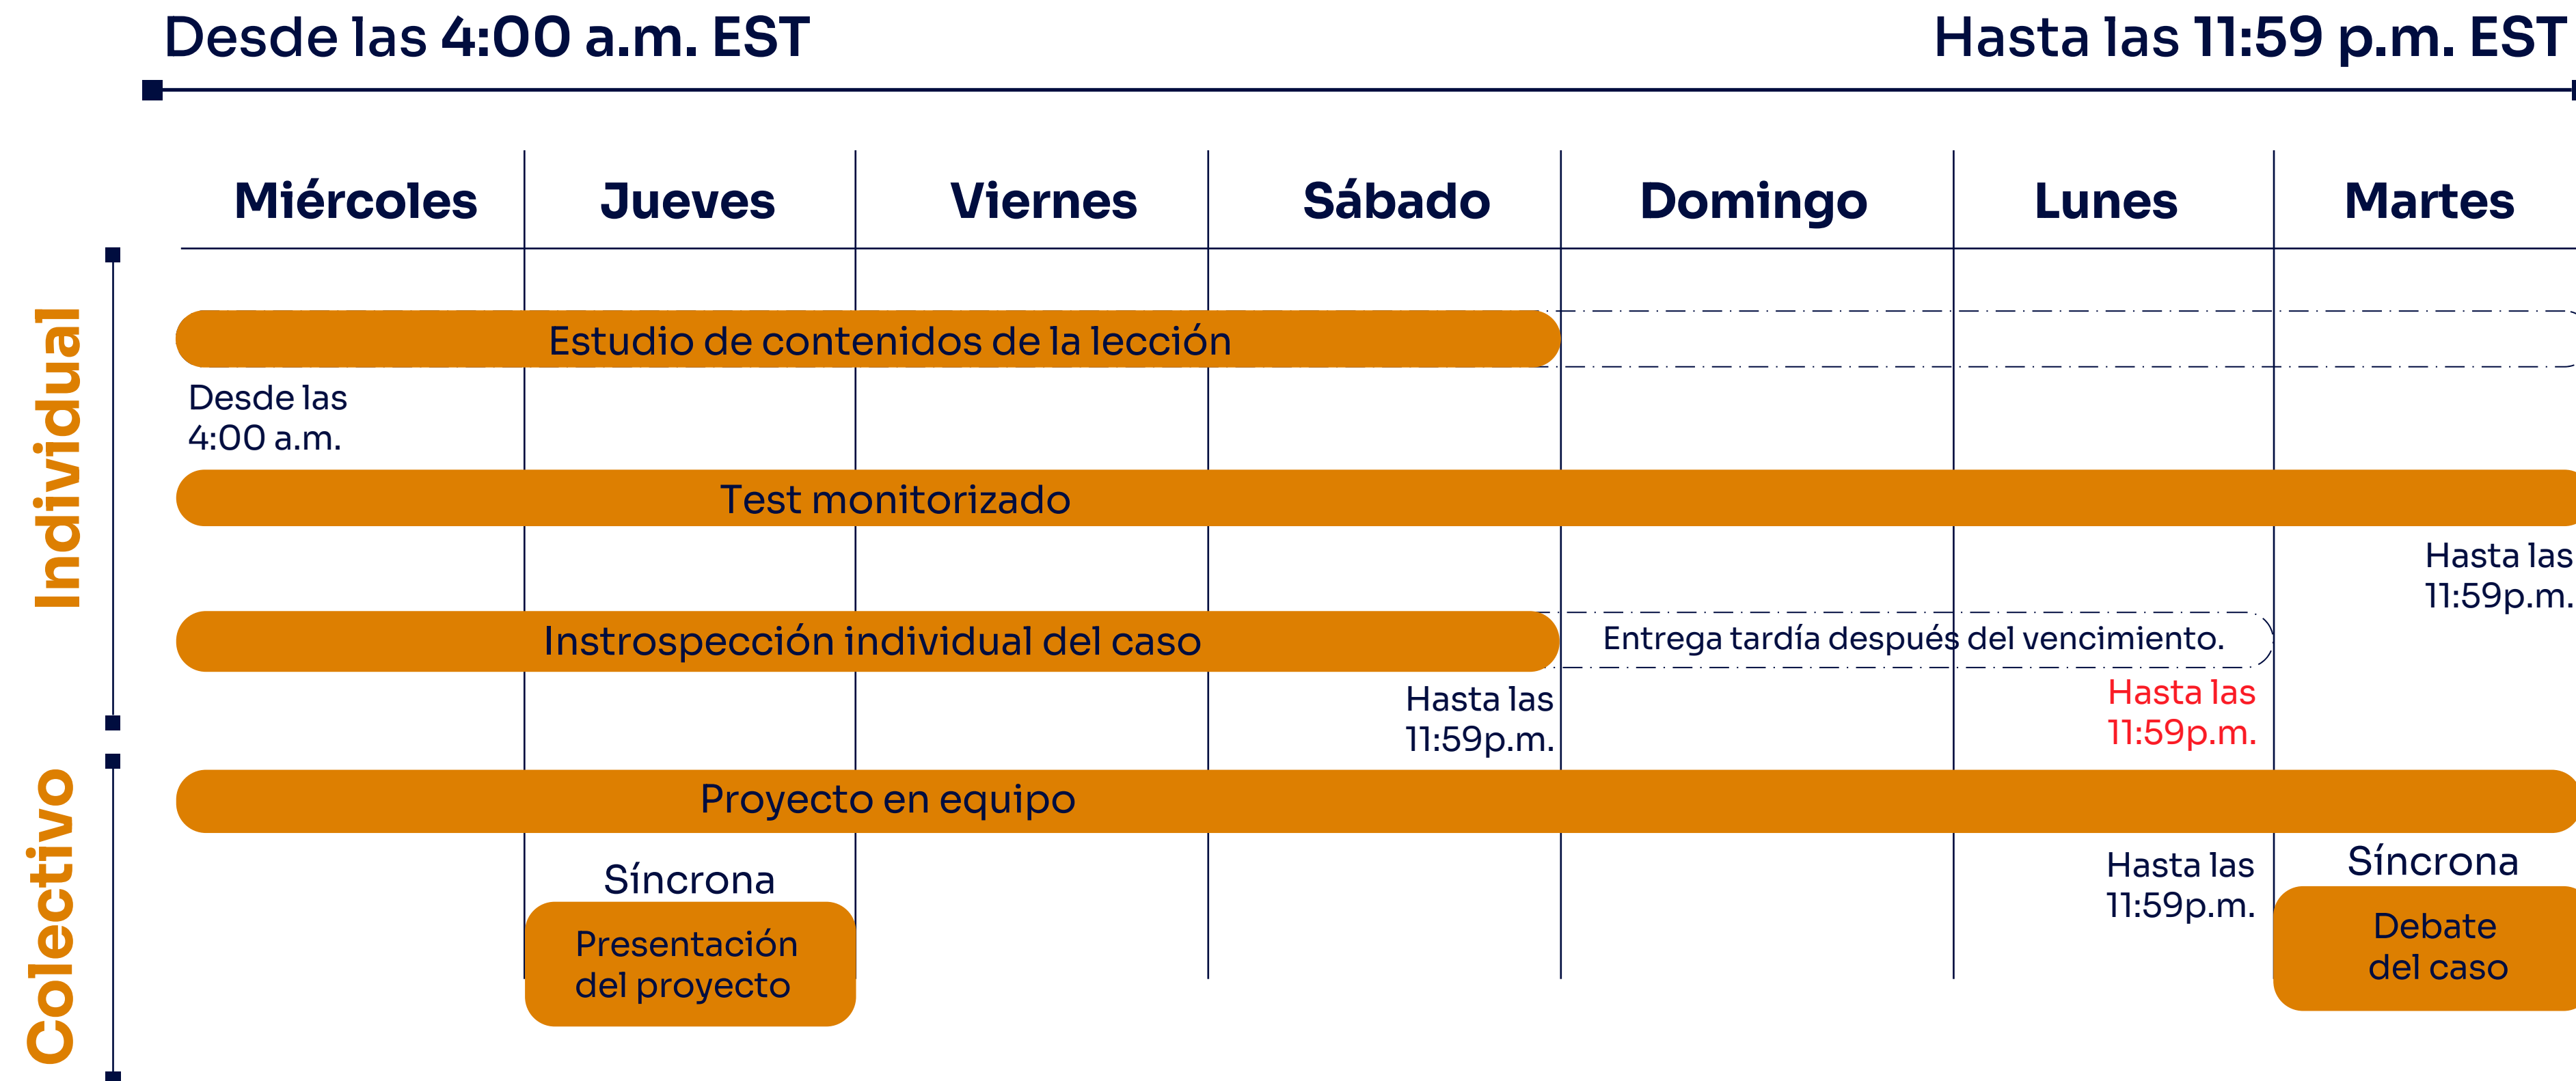 Desde las 4:00 a.m. EST
Hasta las 11:59 p.m. EST
Miércoles
Jueves
Viernes
Sábado
Domingo
Lunes
Martes
Individual
Estudio de contenidos de la lección
Desde las
4:00 a.m.
Test monitorizado
Hasta las
11:59p.m.
Instrospección individual del caso
Entrega tardía después del vencimiento.
Hasta las
11:59p.m.
Hasta las
11:59p.m.
Colectivo
Proyecto en equipo
Síncrona
Presentación
del proyecto
Hasta las
11:59p.m.
Síncrona
Debate
del caso